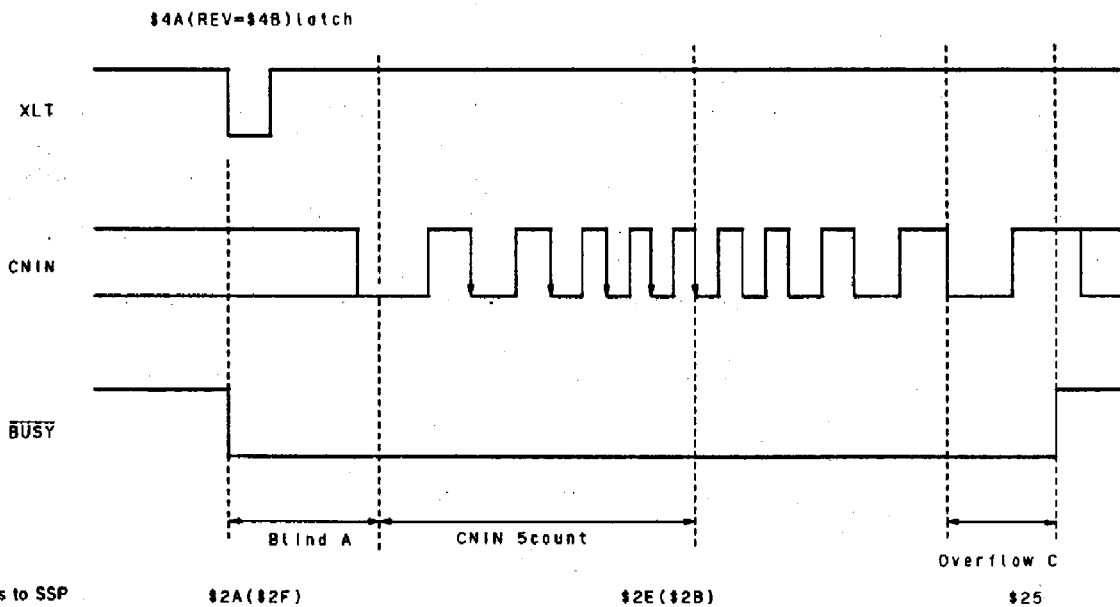 $4A(REV=$4B)latch
XLT
CNIN
BUSY
Blind A
CNIN 5count
Overflow C
s to SSP
$2A($2F)
$2E($2B)
$25